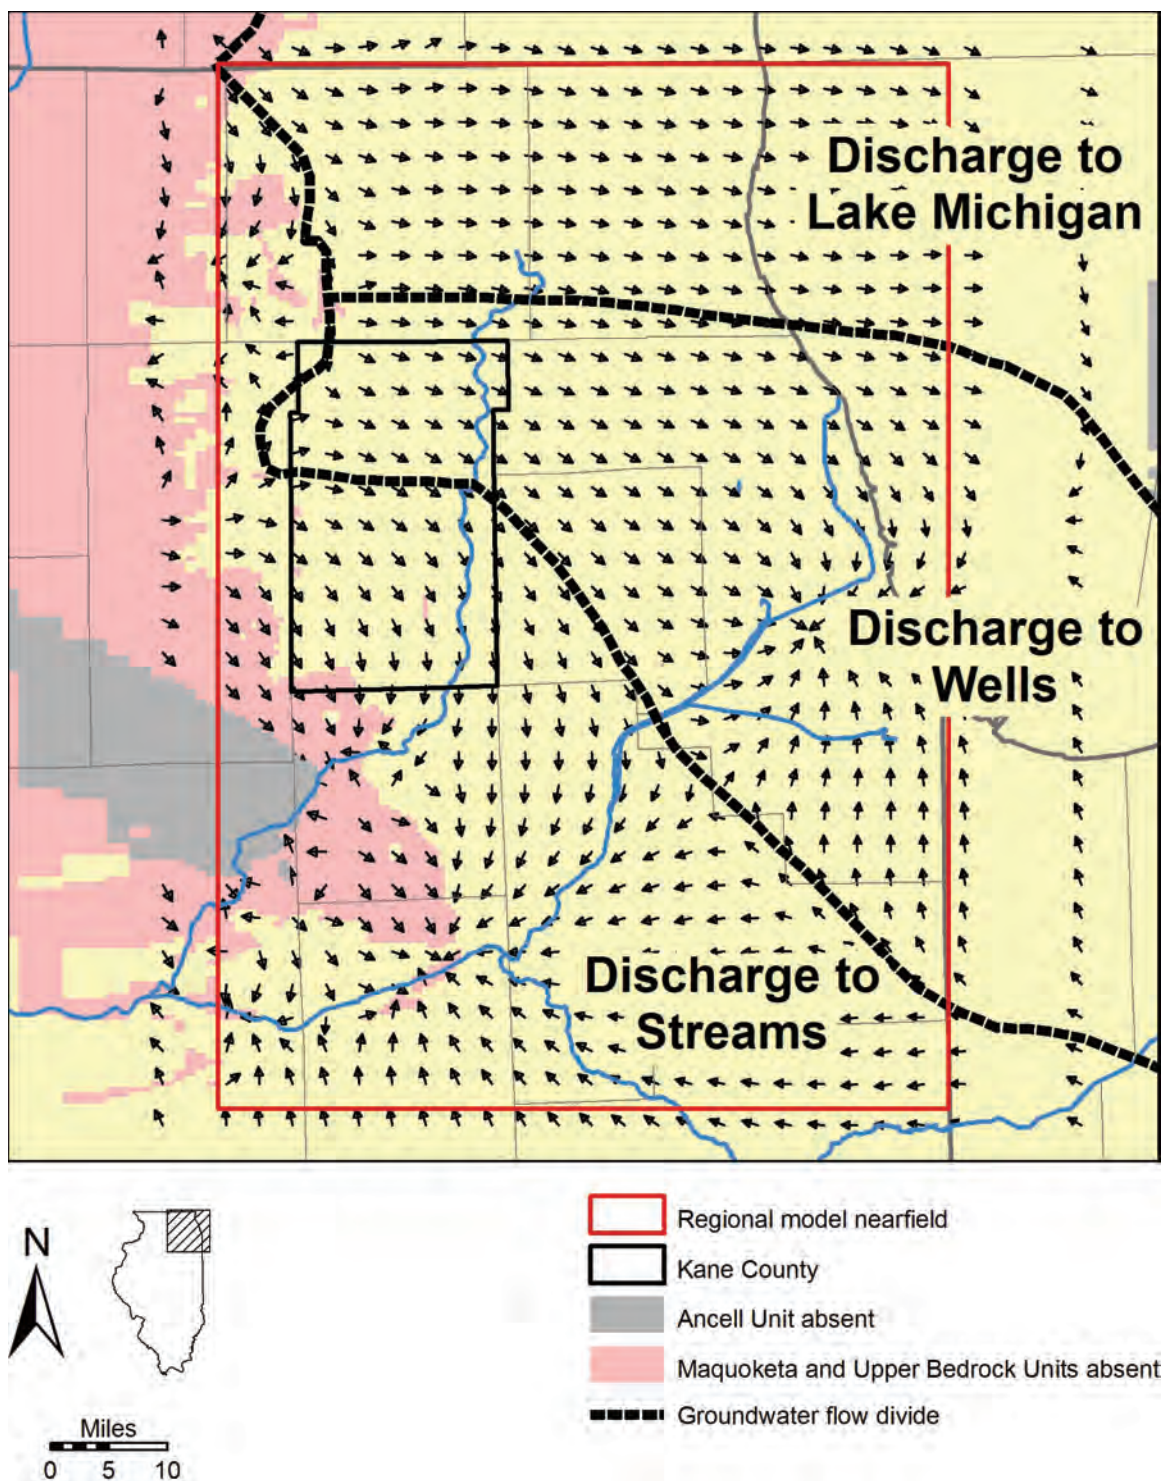 Discharge to
Lake Michigan
Discharge to
Wells
Discharge to
Streams
N
Miles
0 5 10
Regional model nearfield
Kane County
Ancell Unit absent
Maquoketa and Upper Bedrock Units absent
Groundwater flow divide